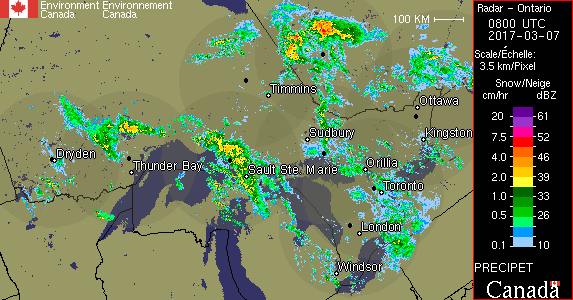 Environment Environnement
Canada Canada
100 KM
Timmins
Ottawa
Sudbury
Kingston
Dryden
Thunder Bay
Sault Ste. Marie
Orillia
Toronto
London
Windsor
Radar - Ontario
0800 UTC
2017-03-07
Scale/Échelle:
3.5 km/Pixel
Snow/Neige
cm/hr dBZ
20 61
7.5 52
4.0 46
2.0 39
1.0 33
0.5 26
0.1 10
PRECIPET
Canada